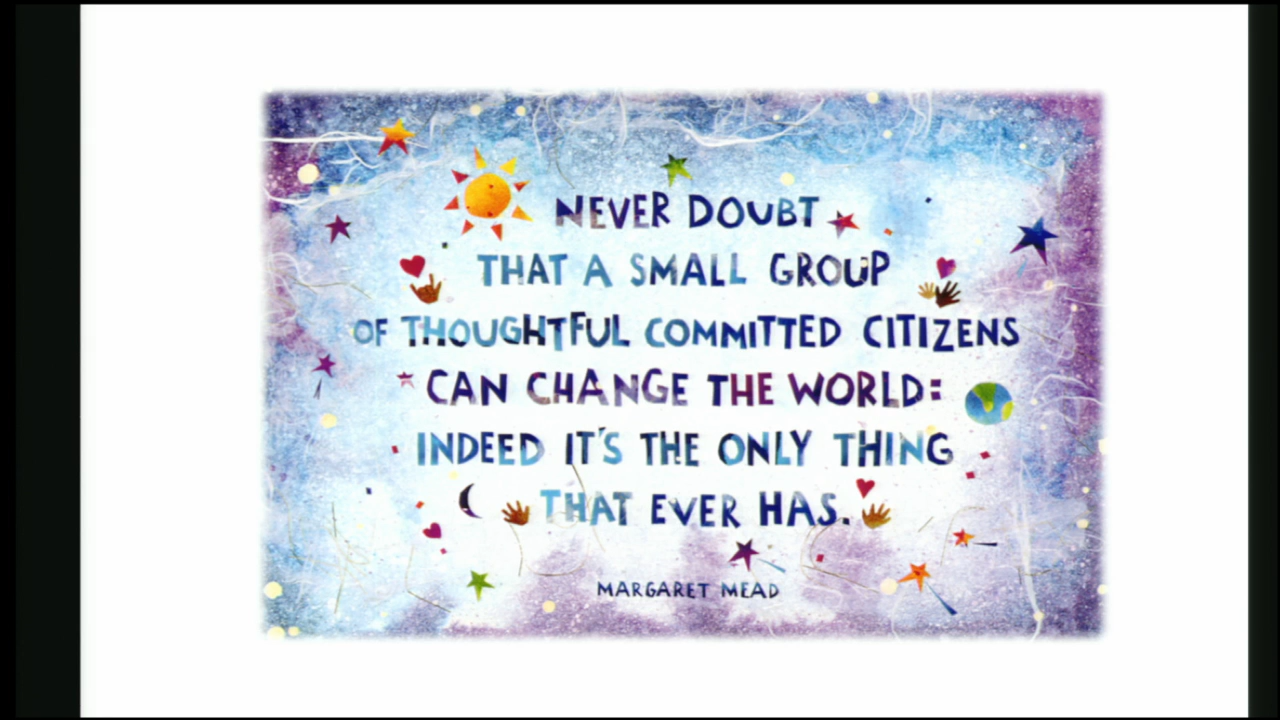 NEVER DOUBT
THAT A SMALL GROUP
OF THOUGHTFUL COMMITTED CITIZENS
CAN CHANGE THE WORLD:
INDEED IT'S THE ONLY THING
THAT EVER HAS.
MARGARET MEAD